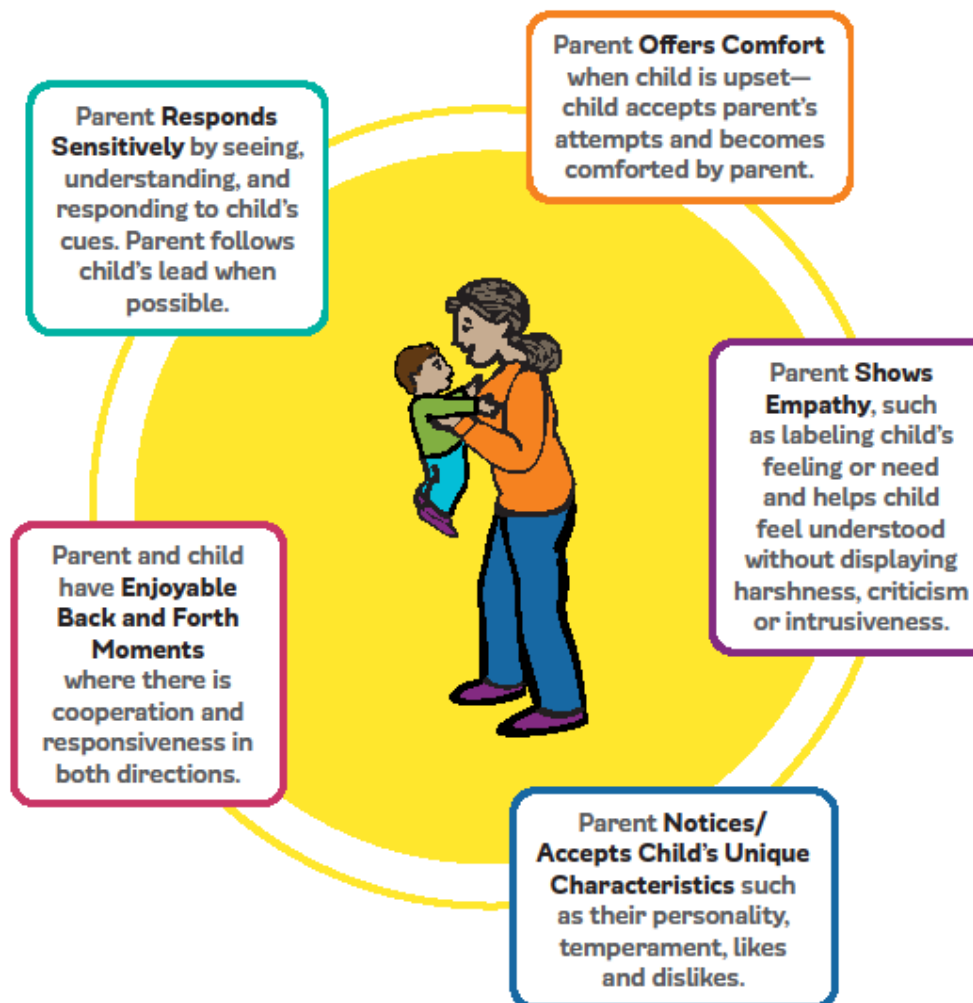 Parent Offers Comfort
when child is upset—
child accepts parent's
attempts and becomes
comforted by parent.
Parent Responds
Sensitively by seeing,
understanding, and
responding to child's
cues. Parent follows
child's lead when
possible.
Parent Shows
Empathy, such
as labeling child's
feeling or need
and helps child
feel understood
without displaying
harshness, criticism
or intrusiveness.
Parent and child
have Enjoyable
Back and Forth
Moments
where there is
cooperation and
responsiveness in
both directions.
Parent Notices/
Accepts Child's Unique
Characteristics such
as their personality,
temperament, likes
and dislikes.